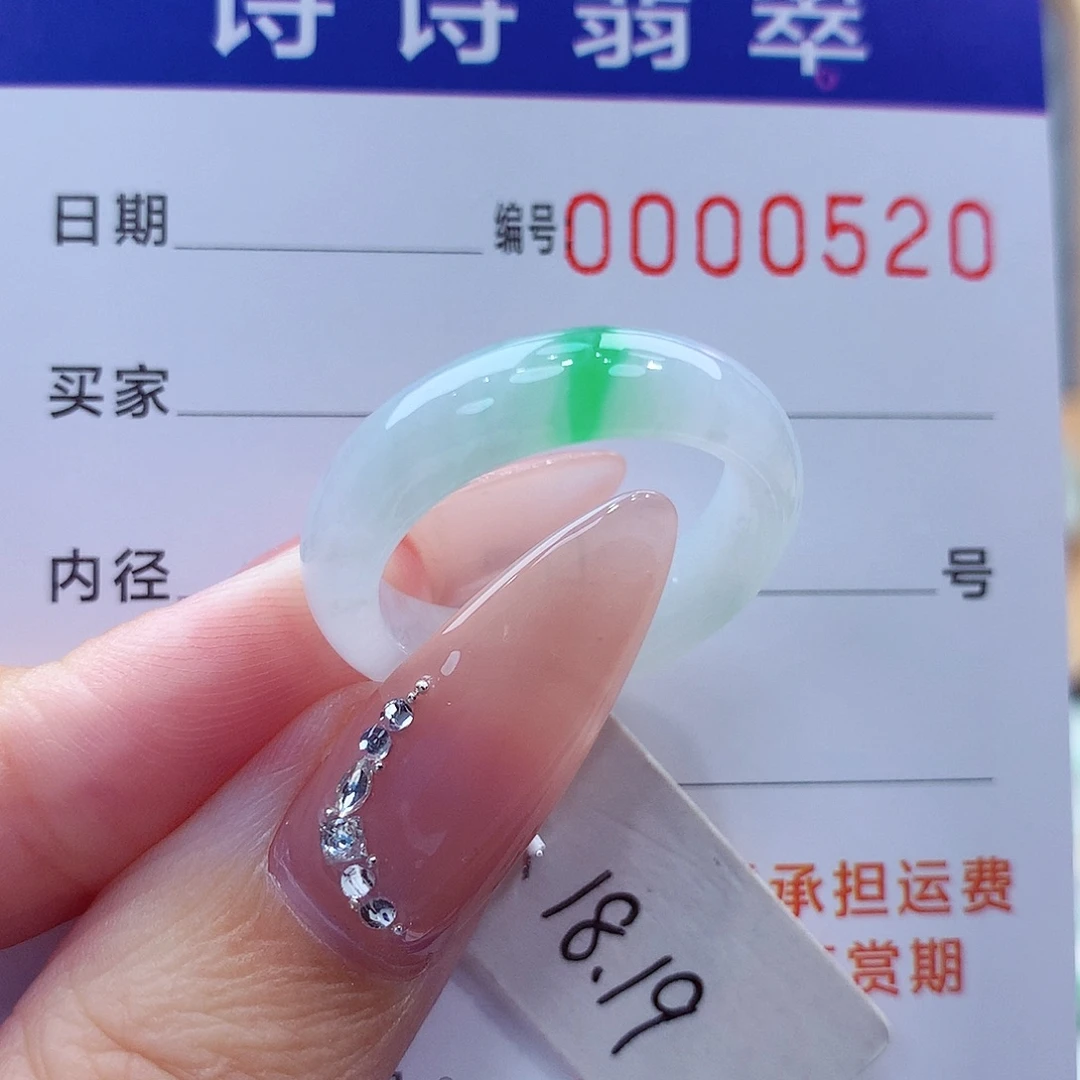 诗诗翡翠
日期 编号0000520
买家
内径 号
承担运费
赏期
18.19